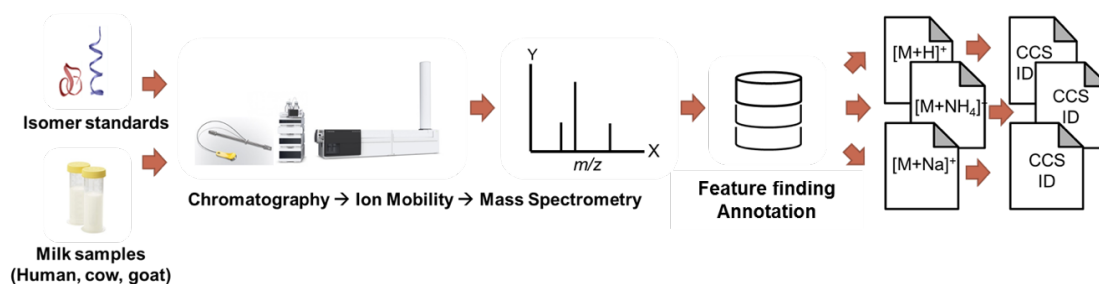 Isomer standards
Milk samples
(Human, cow, goat)
Chromatography → Ion Mobility → Mass Spectrometry
Y
X
m/z
Feature finding
Annotation
[M+H]⁺
[M+NH₄]⁺
[M+Na]⁺
CCS
ID
CCS
ID
CCS
ID